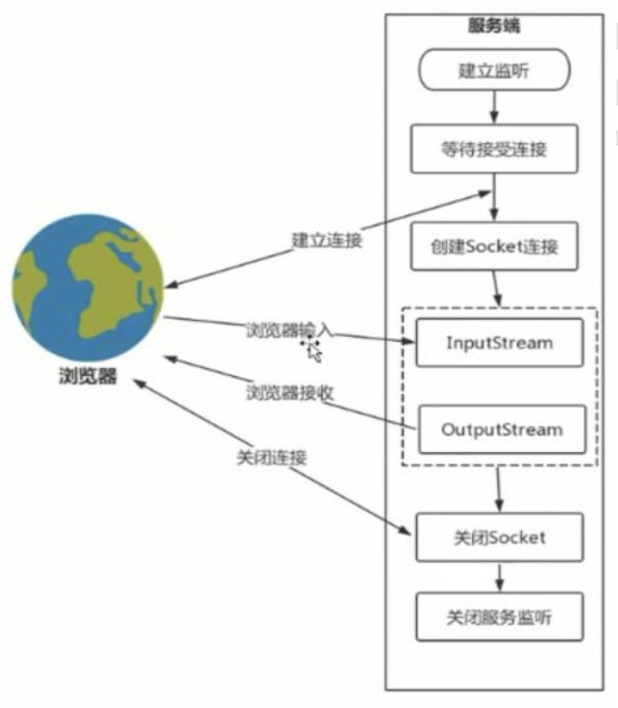 服务端
建立监听
等待接受连接
建立连接
创建Socket连接
浏览器输入
InputStream
浏览器
浏览器接收
OutputStream
关闭连接
关闭Socket
关闭服务监听